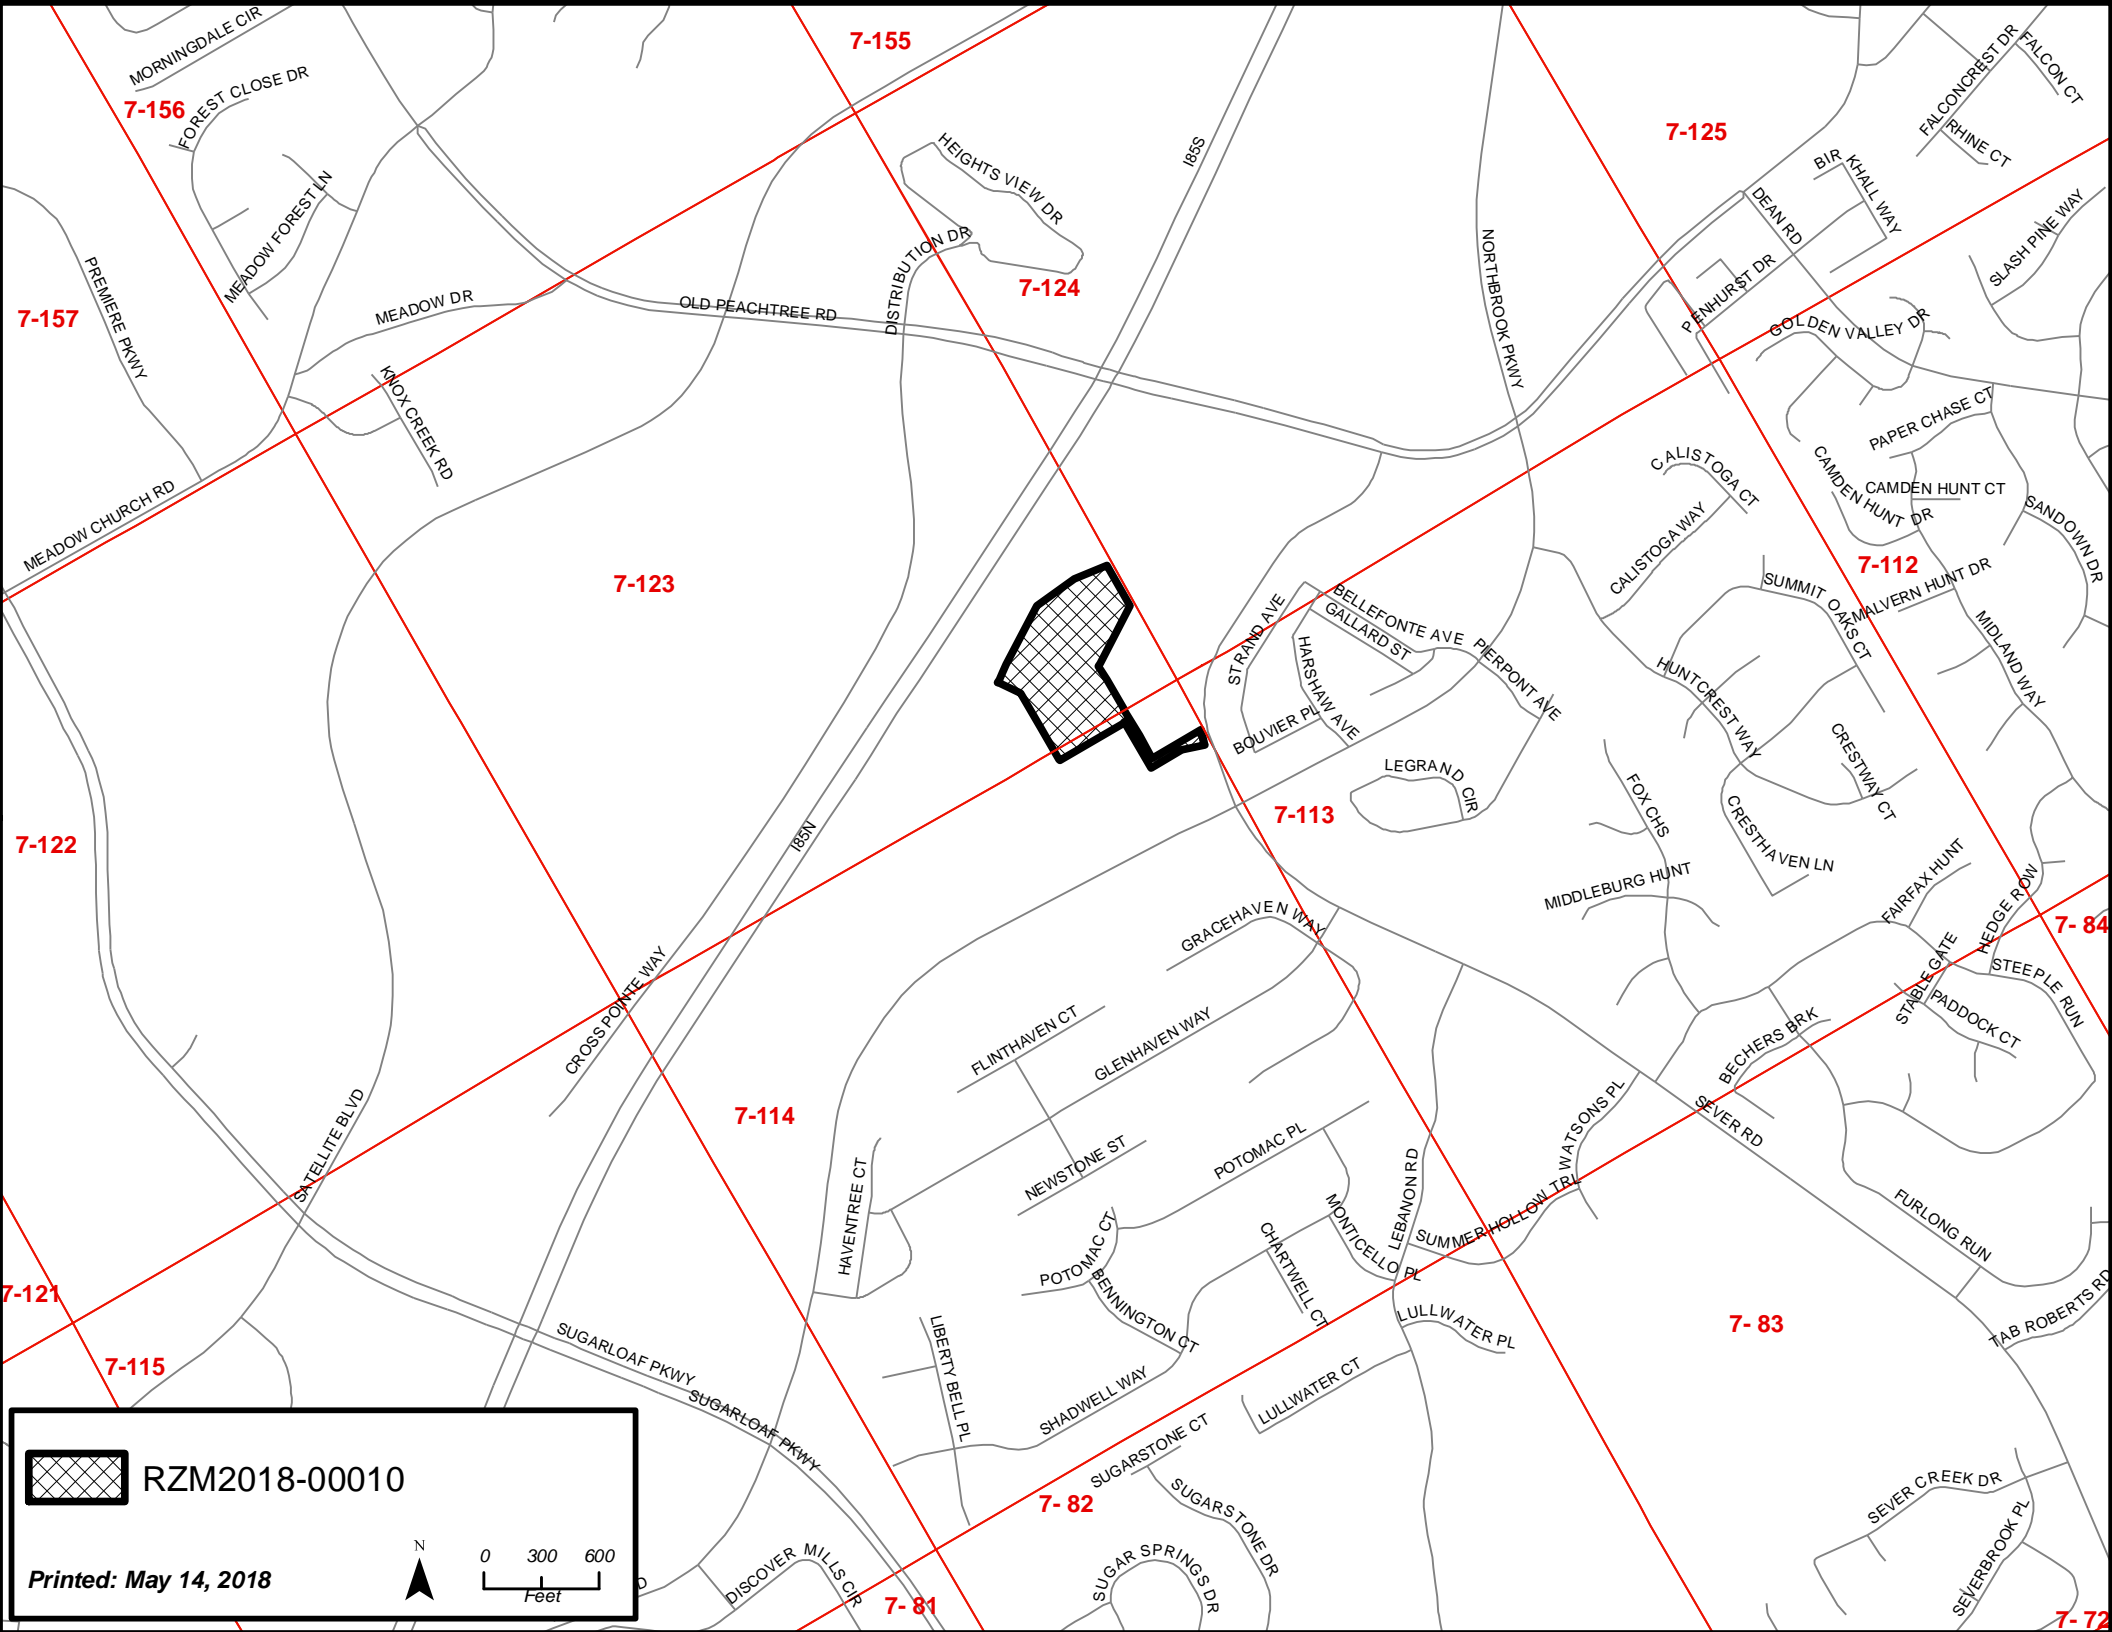 MORNINGDALE CIR
7-155
FALCONCREST DR
FALCON CT
7-156
FOREST CLOSE DR
7-125
RHINE CT
HEIGHTS VIEW DR
I85S
BIR KHALL WAY
DEAN RD
MEADOW FOREST LN
SLASH PINE WAY
PREMIERE PKWY
DISTRIBUTION DR
NORTHBROOK PKWY
PENHURST DR
7-124
7-157
MEADOW DR
OLD PEACHTREE RD
GOLDEN VALLEY DR
KNOX CREEK RD
PAPER CHASE CT
CALISTOGA CT
CAMDEN HUNT DR
CAMDEN HUNT CT
MEADOW CHURCH RD
CALISTOGA WAY
SANDOWN DR
7-123
7-112
SUMMIT OAKS CT
MALVERN HUNT DR
STRAND AVE
BELLEFONTE AVE
GALLARD ST
HARSHAW AVE
PIERPONT AVE
MIDLAND WAY
HUNTCREST WAY
BOUVIER PL
CRESTWAY CT
LEGRAND CIR
FOX CHS
7-113
CRESTHAVEN LN
7-122
I85N
MIDDLEBURG HUNT
FAIRFAX HUNT
HEDGE ROW
GRACEHAVEN WAY
7- 84
STABLE GATE
STEEPLE RUN
CROSS POINTE WAY
PADDOCK CT
FLINTHAVEN CT
GLENHAVEN WAY
BECHERS BRK
SATELLITE BLVD
7-114
WATSONS PL
SEVER RD
NEWSTONE ST
POTOMAC PL
HAVENTREE CT
LEBANON RD
SUMMER HOLLOW TRL
MONTICELLO PL
FURLONG RUN
POTOMAC CT
CHARTWELL CT
BENNINGTON CT
7-121
TAB ROBERTS RD
LULLWATER PL
7- 83
SUGARLOAF PKWY
LIBERTY BELL PL
7-115
SHADWELL WAY
LULLWATER CT
SUGARLOAF PKWY
SUGARSTONE CT
RZM2018-00010
7- 82
SUGARSTONE DR
SEVER CREEK DR
SEVERBROOK PL
N
0 300 600
Feet
Printed: May 14, 2018
D
DISCOVER MILLS CIR
SUGAR SPRINGS DR
7- 81
7- 72